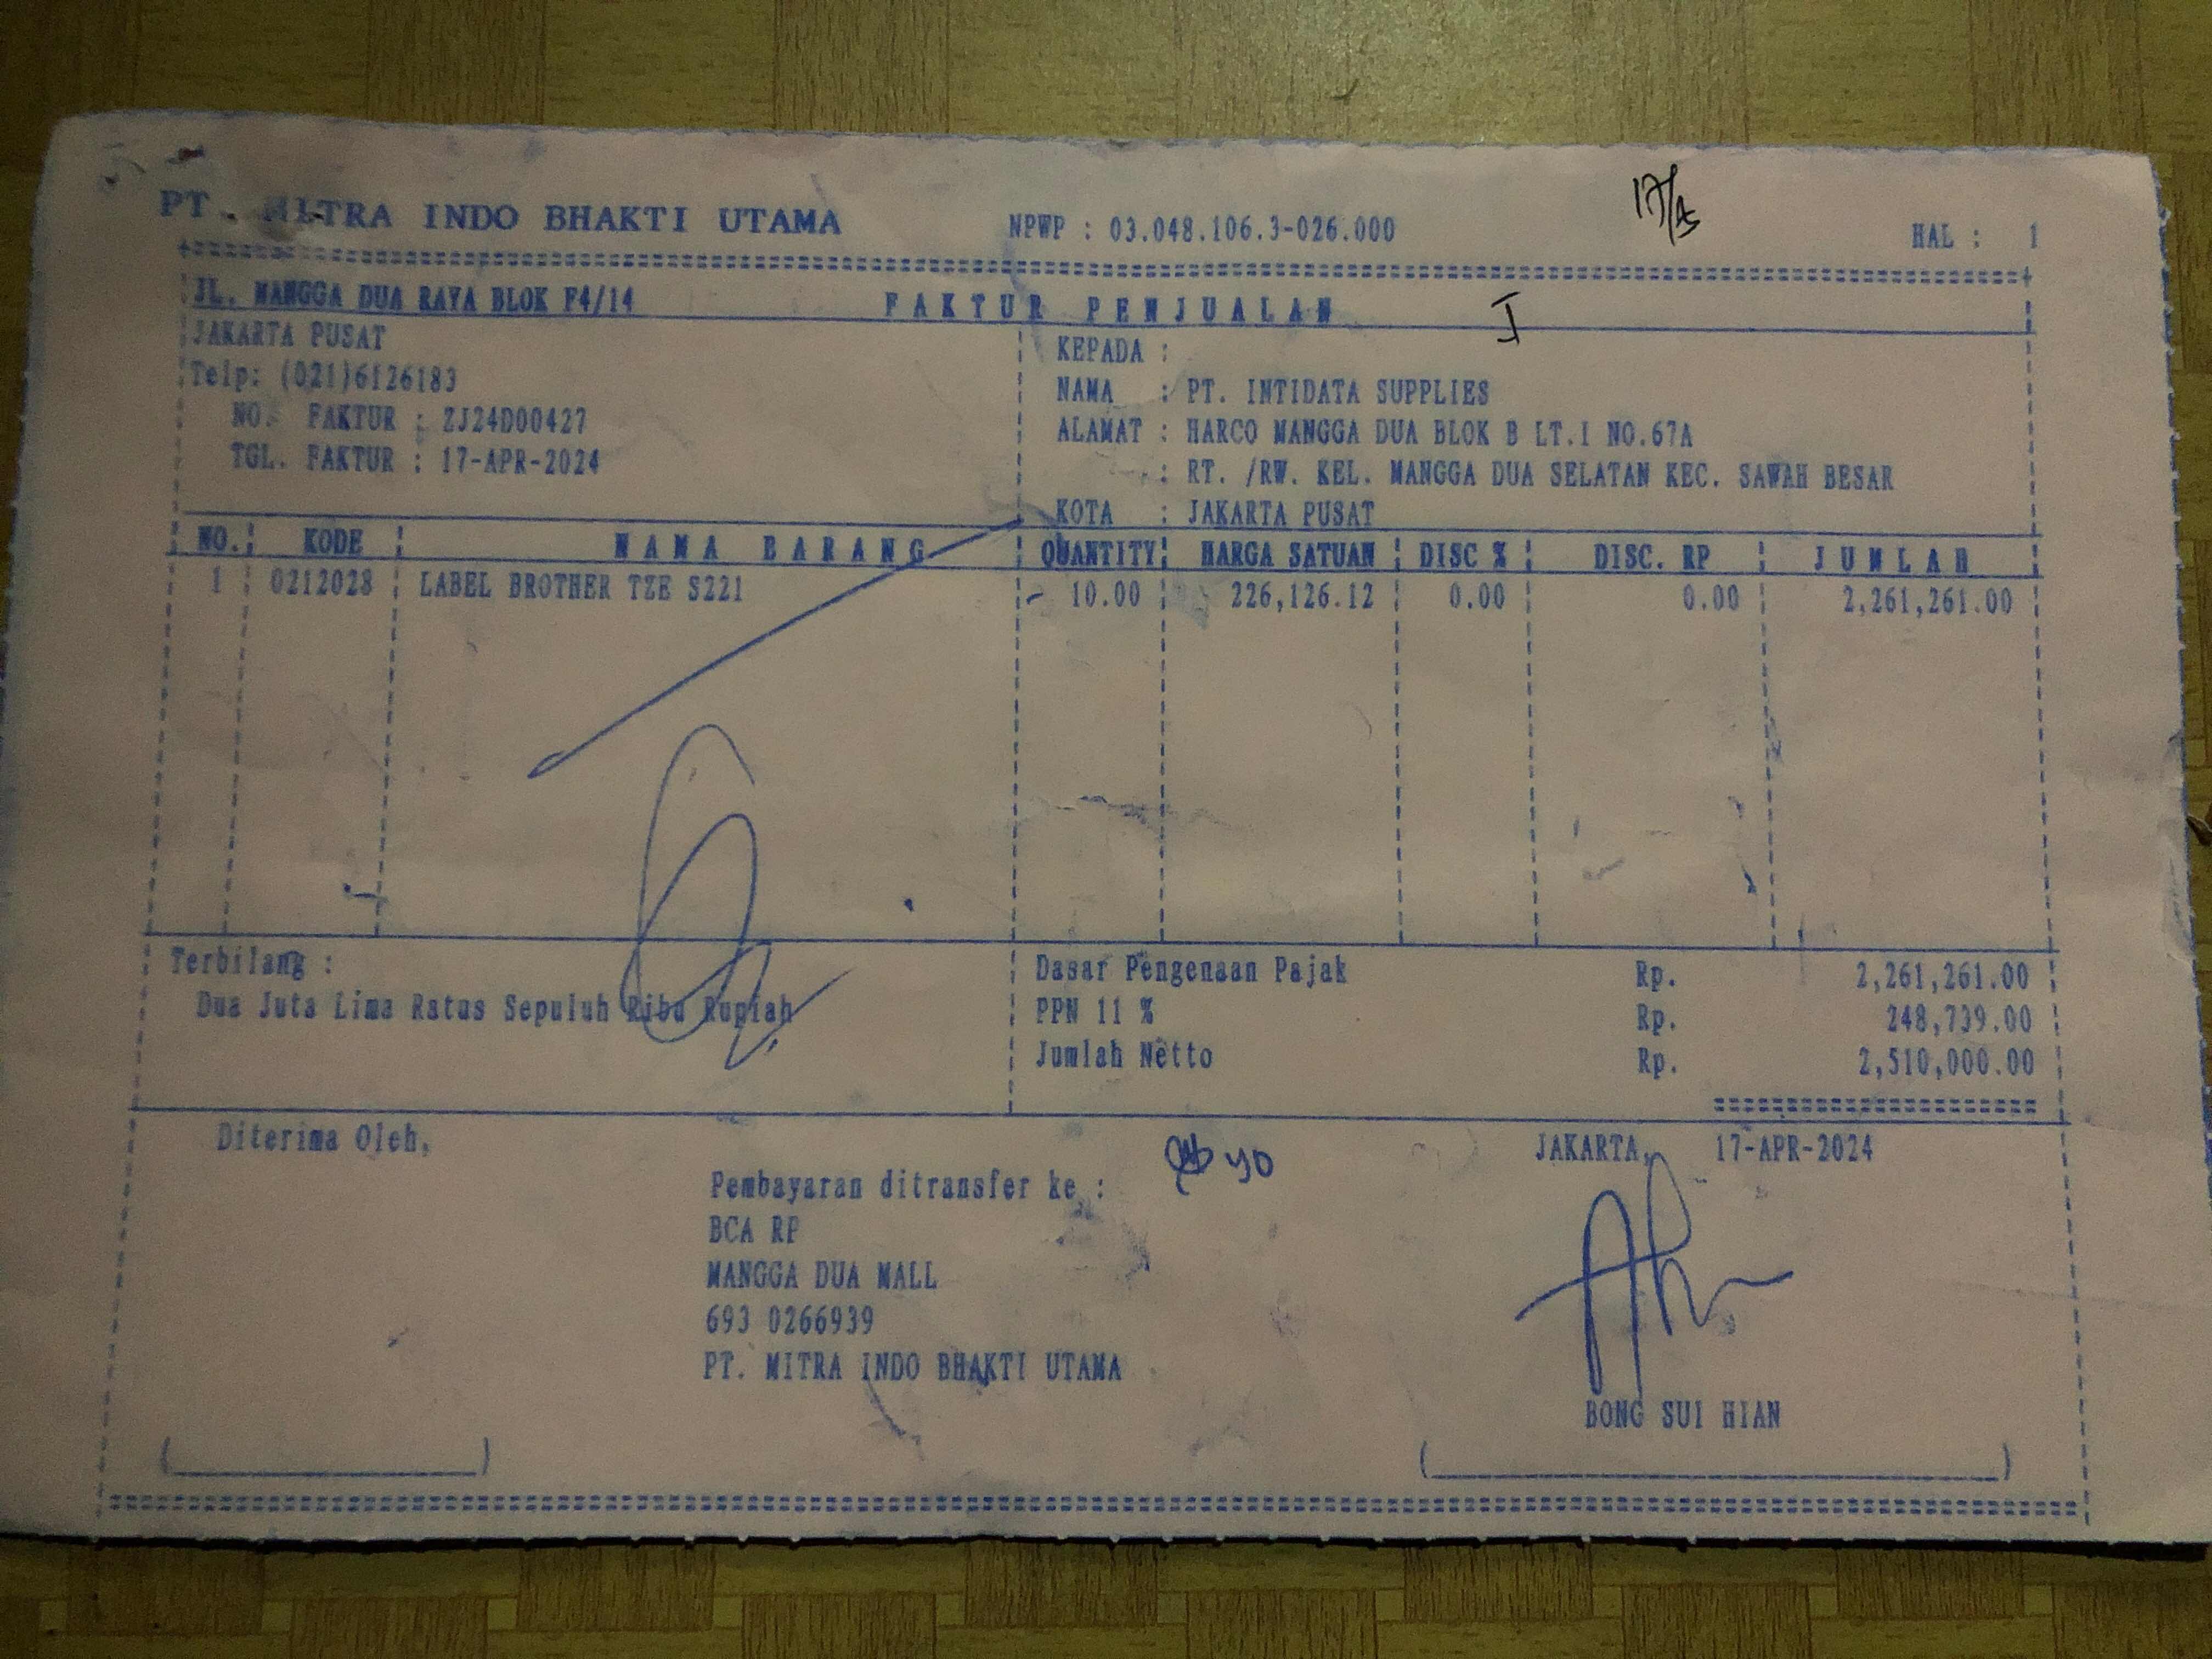 PT. MITRA INDO BHAKTI UTAMA NPWP : 03.048.106.3-026.000 HAL : 1
JL. MANGGA DUA RAYA BLOK F4/14 FAKTUR PENJUALAN I
JAKARTA PUSAT KEPADA :
Telp: (021)6126183 NAMA : PT. INTIDATA SUPPLIES
NO. FAKTUR : ZJ24D00427 ALAMAT : HARCO MANGGA DUA BLOK B LT.I NO.67A
TGL. FAKTUR : 17-APR-2024 : RT. /RW. KEL. MANGGA DUA SELATAN KEC. SAWAH BESAR
KOTA : JAKARTA PUSAT
NO. KODE NAMA BARANG QUANTITY HARGA SATUAN DISC % DISC. RP JUMLAH
1 0212028 LABEL BROTHER TZE S221 10.00 226,126.12 0.00 0.00 2,261,261.00
Terbilang : Dasar Pengenaan Pajak Rp. 2,261,261.00
Dua Juta Lima Ratus Sepuluh Ribu Rupiah PPN 11 % Rp. 248,739.00
Jumlah Netto Rp. 2,510,000.00
Diterima Oleh, JAKARTA, 17-APR-2024
Pembayaran ditransfer ke :
BCA RP
MANGGA DUA MALL
693 0266939
PT. MITRA INDO BHAKTI UTAMA
BONG SUI HIAN